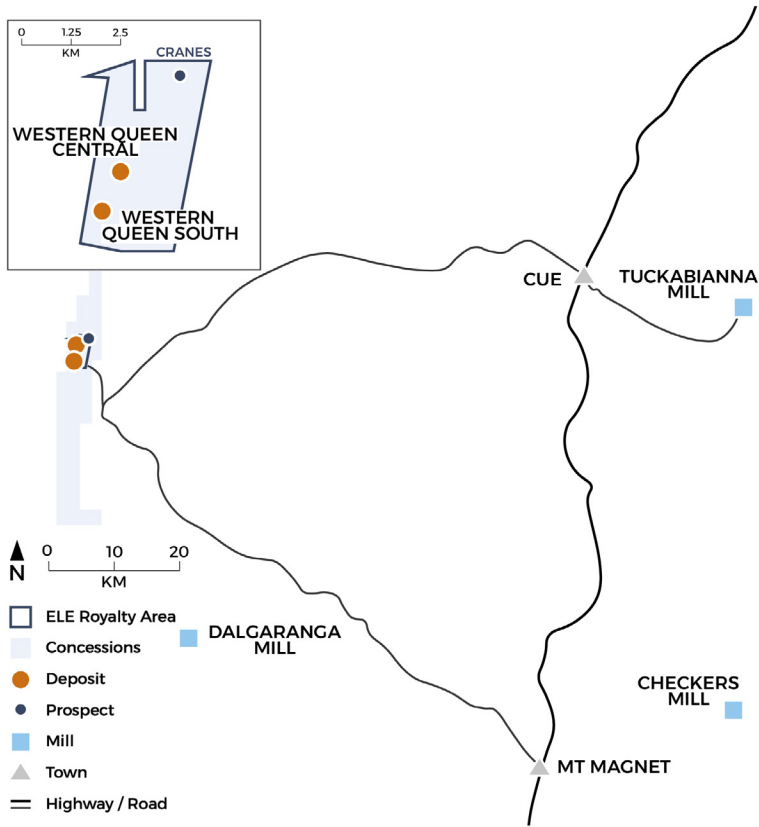 0 1.25 2.5
KM
CRANES
WESTERN QUEEN
CENTRAL
WESTERN
QUEEN SOUTH
CUE
TUCKABIANNA
MILL
0 10 20
KM
N
ELE Royalty Area
Concessions
Deposit
Prospect
Mill
Town
Highway / Road
DALGARANGA
MILL
CHECKERS
MILL
MT MAGNET